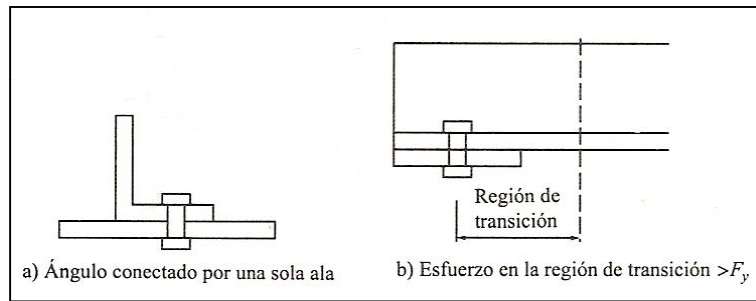 Región de
transición
a) Ángulo conectado por una sola ala
b) Esfuerzo en la región de transición >Fy